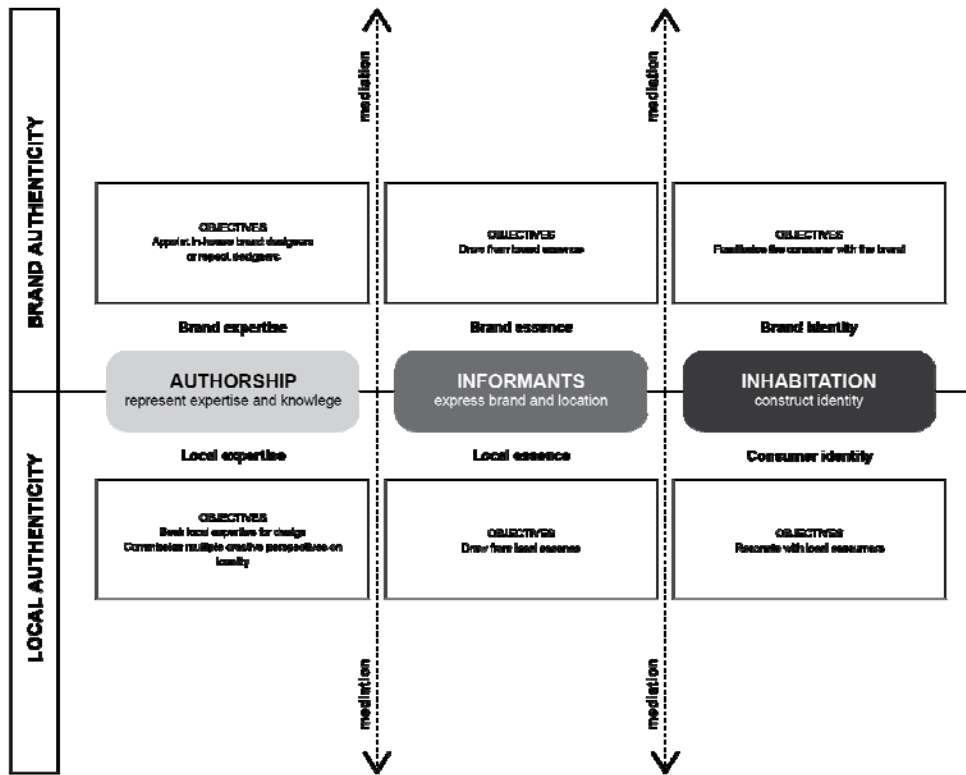 BRAND AUTHENTICITY
mediation
mediation
OBJECTIVES
Appoint in-house brand designers
or repeat designers
OBJECTIVES
Draw from brand essence
OBJECTIVES
the consumer with the brand
Brand expertise
Brand essence
Brand identity
AUTHORSHIP
represent expertise and knowlege
INFORMANTS
express brand and location
INHABITATION
construct identity
LOCAL AUTHENTICITY
Local expertise
Local essence
Consumer identity
OBJECTIVES
Seek local expertise for design
Commission multiple creative perspectives on
locality
OBJECTIVES
Draw from local essence
OBJECTIVES
Resonate with local consumers
mediation
mediation